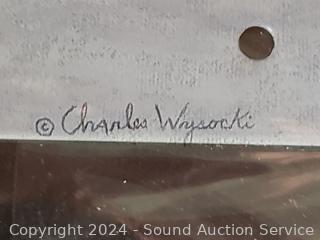 © Charles Wysocki
Copyright 2024 - Sound Auction Service